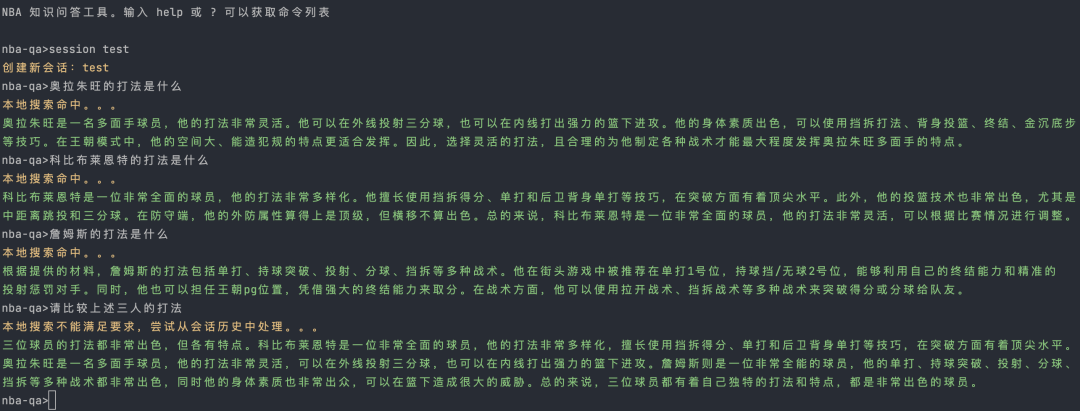 NBA 知识问答工具。输入 help 或 ? 可以获取命令列表
nba-qa>session test
创建新会话: test
nba-qa>奥拉朱旺的打法是什么
本地搜索命中。。。
奥拉朱旺是一名多面手球员，他的打法非常灵活。他可以在外线投射三分球，也可以在内线打出强力的篮下进攻。他的身体素质出色，可以使用挡拆打法、背身投篮、终结、金沉底步
等技巧。在王朝模式中，他的空间大、能造犯规的特点更适合发挥。因此，选择灵活的打法，且合理的为他制定各种战术才能最大程度发挥奥拉朱旺多面手的特点。
nba-qa>科比布莱恩特的打法是什么
本地搜索命中。。。
科比布莱恩特是一位非常全面的球员，他的打法非常多样化。他擅长使用挡拆得分、单打和后卫背身单打等技巧，在突破方面有着顶尖水平。此外，他的投篮技术也非常出色，尤其是
中距离跳投和三分球。在防守端，他的外防属性算得上是顶级，但横移不算出色。总的来说，科比布莱恩特是一位非常全面的球员，他的打法非常灵活，可以根据比赛情况进行调整。
nba-qa>詹姆斯的打法是什么
本地搜索命中。。。
根据提供的材料，詹姆斯的打法包括单打、持球突破、投射、分球、挡拆等多种战术。他在街头游戏中被推荐在单打1号位，持球挡/无球2号位，能够利用自己的终结能力和精准的
投射惩罚对手。同时，他也可以担任王朝pg位置，凭借强大的终结能力来取分。在战术方面，他可以使用拉开战术、挡拆战术等多种战术来突破得分或分球给队友。
nba-qa>请比较上述三人的打法
本地搜索不能满足要求，尝试从会话历史中处理。。。
三位球员的打法都非常出色，但各有特点。科比布莱恩特是一位非常全面的球员，他的打法非常多样化，擅长使用挡拆得分、单打和后卫背身单打等技巧，在突破方面有着顶尖水平。
奥拉朱旺是一名多面手球员，他的打法非常灵活，可以在外线投射三分球，也可以在内线打出强力的篮下进攻。詹姆斯则是一位非常全能的球员，他的单打、持球突破、投射、分球、
挡拆等多种战术都非常出色，同时他的身体素质也非常出众，可以在篮下造成很大的威胁。总的来说，三位球员都有着自己独特的打法和特点，都是非常出色的球员。
nba-qa>